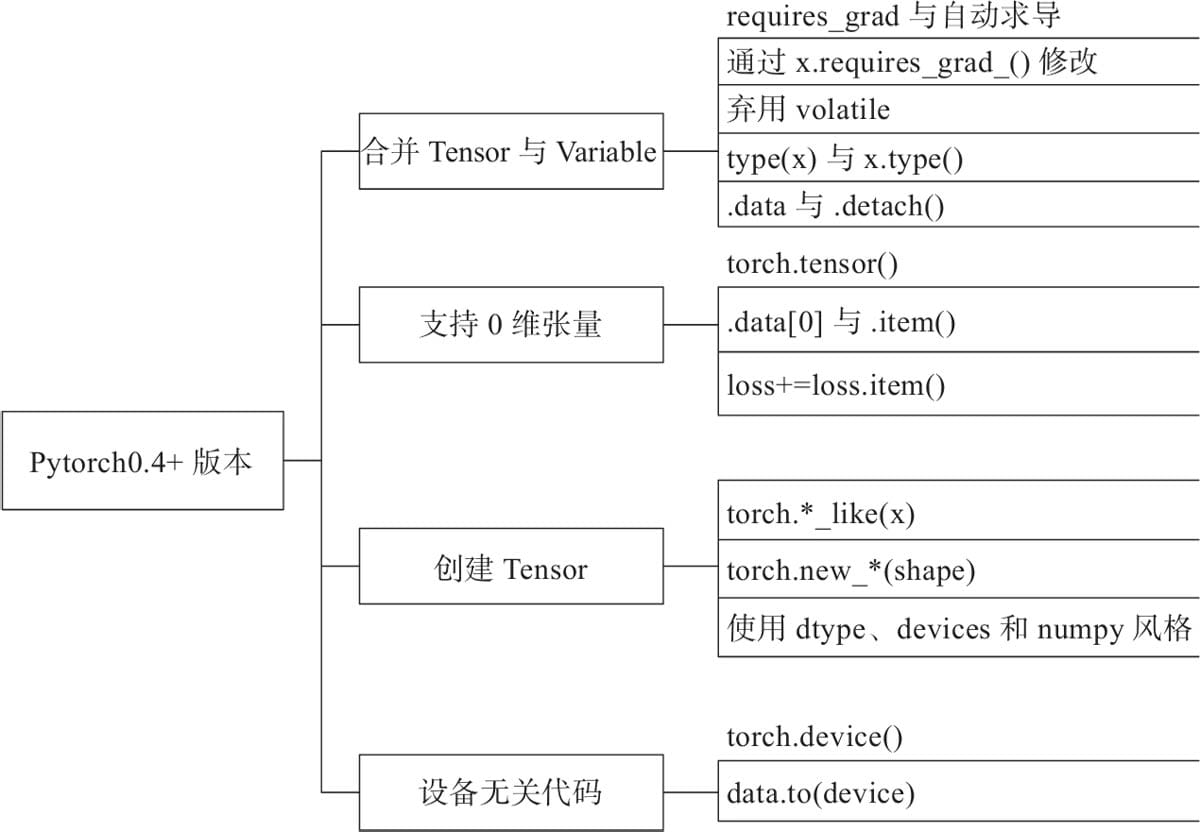 Pytorch0.4+ 版本
合并 Tensor 与 Variable
requires_grad 与自动求导
通过 x.requires_grad_() 修改
弃用 volatile
type(x) 与 x.type()
.data 与 .detach()
支持 0 维张量
torch.tensor()
.data[0] 与 .item()
loss+=loss.item()
创建 Tensor
torch.*_like(x)
torch.new_*(shape)
使用 dtype、devices 和 numpy 风格
设备无关代码
torch.device()
data.to(device)